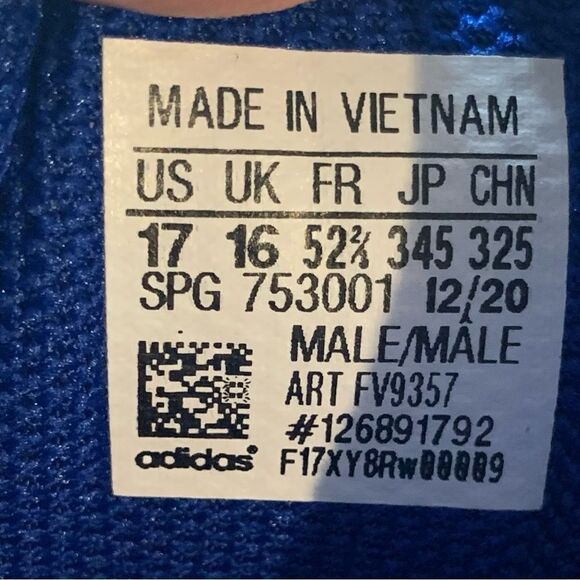 MADE IN VIETNAM
US UK FR JP CHN
17 16 52⅔ 345 325
SPG 753001 12/20
MALE/MÂLE
ART FV9357
#126891792
adidas® F17XY8Rw00009